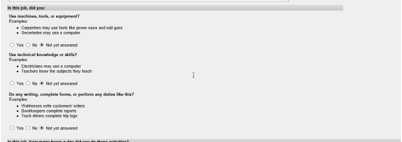 In this job, did you:
Use machines, tools, or equipment?
Examples:
Carpenters may use tools like power saws and nail guns
Secretaries may use a computer
Yes No Not yet answered
Use technical knowledge or skills?
Examples:
Electricians may use a computer
Teachers know the subjects they teach
Yes No Not yet answered
Do any writing, complete forms, or perform any duties like this?
Examples:
Waitresses write customers' orders
Bookkeepers complete reports
Truck drivers complete trip logs
Yes No Not yet answered
In this job, how many hours a day did you do these activities?